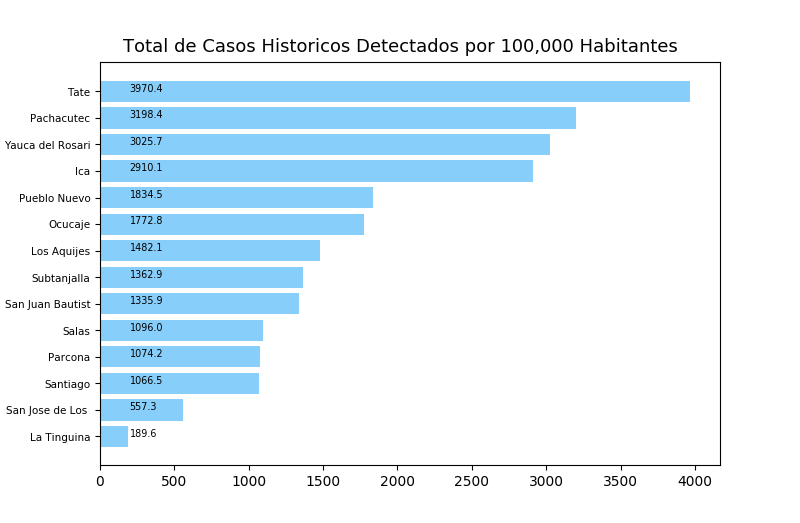 Total de Casos Historicos Detectados por 100,000 Habitantes
Tate 3970.4
Pachacutec 3198.4
Yauca del Rosari 3025.7
Ica 2910.1
Pueblo Nuevo 1834.5
Ocucaje 1772.8
Los Aquijes 1482.1
Subtanjalla 1362.9
San Juan Bautist 1335.9
Salas 1096.0
Parcona 1074.2
Santiago 1066.5
San Jose de Los 557.3
La Tinguina 189.6
0 500 1000 1500 2000 2500 3000 3500 4000